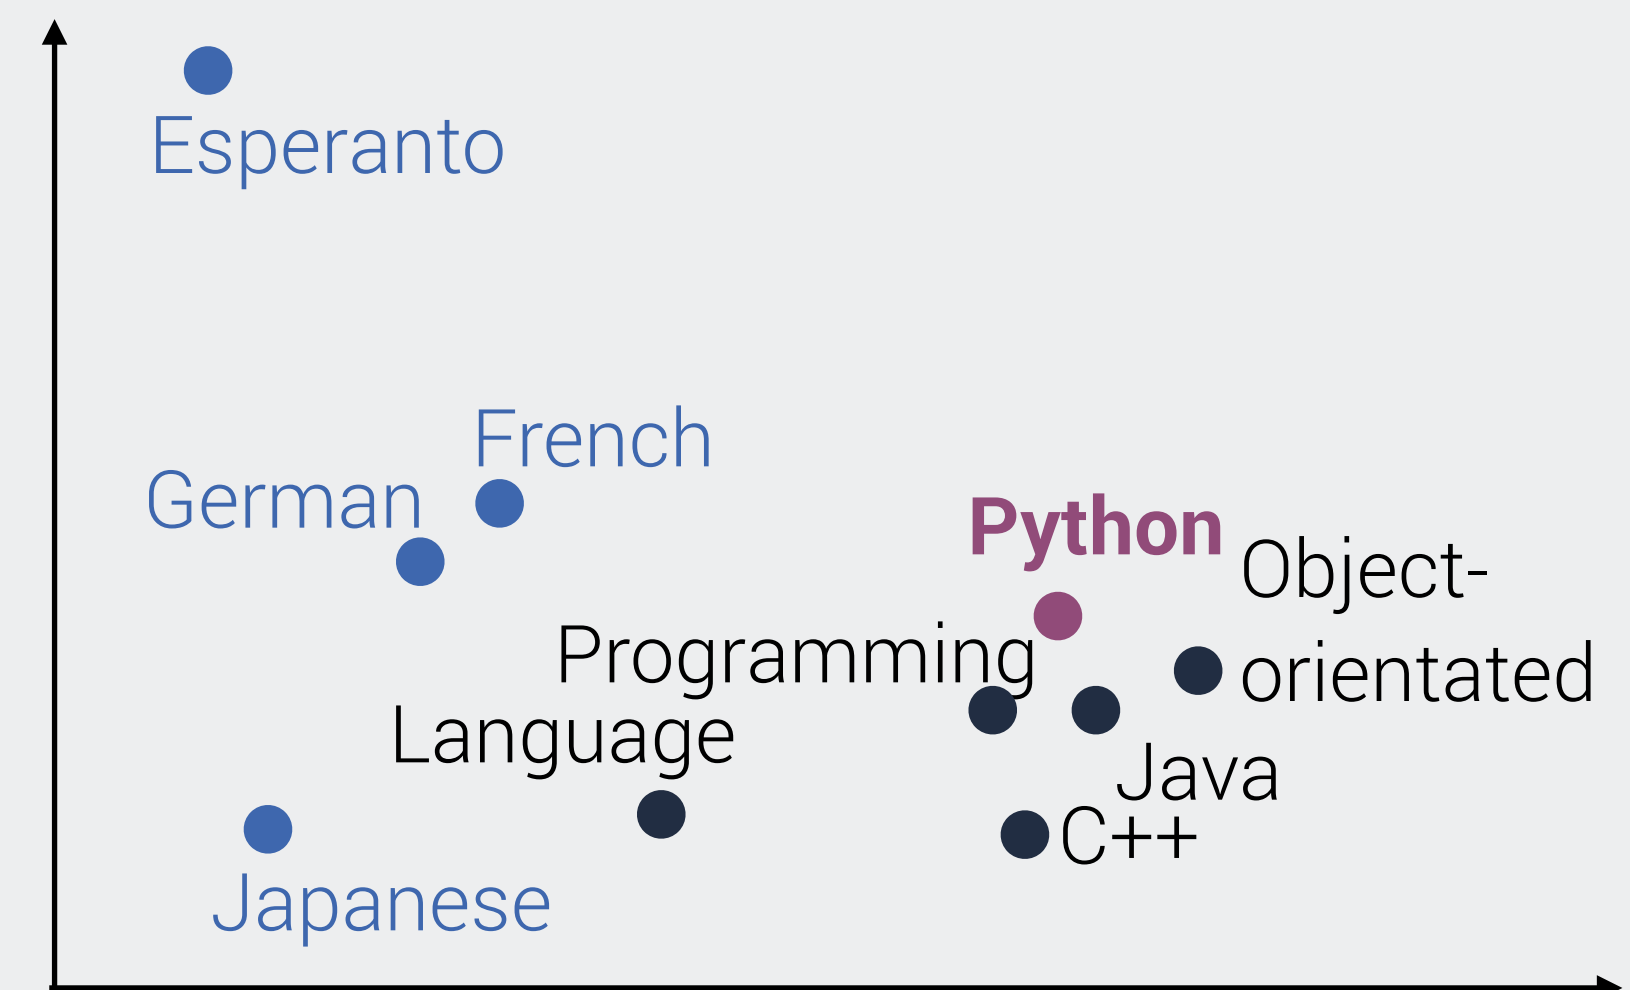 Esperanto
French
German
Python
Object-
orientated
Programming
Language
Java
C++
Japanese